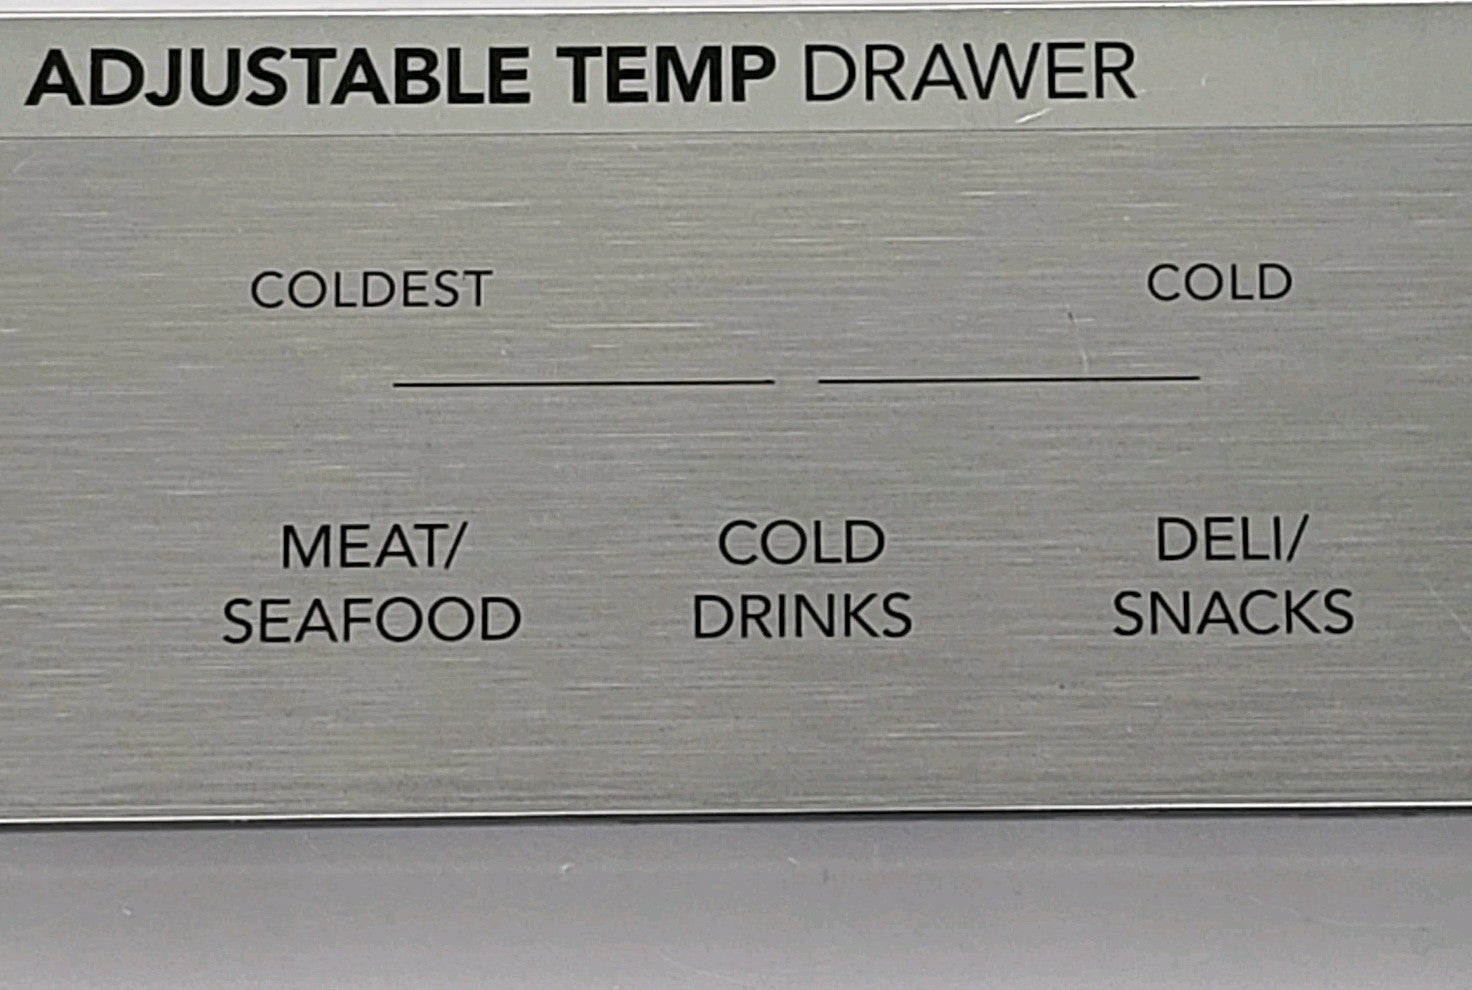 ADJUSTABLE TEMP DRAWER
COLDEST COLD
MEAT/ COLD DELI/
SEAFOOD DRINKS SNACKS